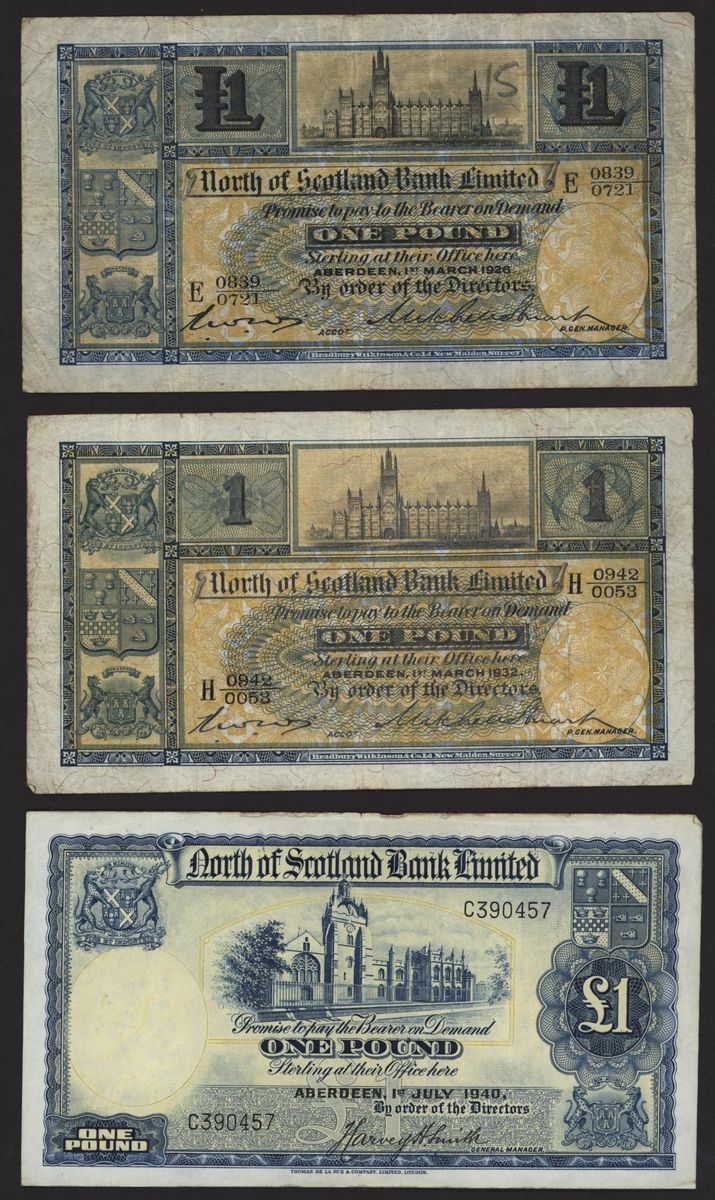 £1
15
£1
North of Scotland Bank Limited
E 0839/0721
Promise to pay to the Bearer on Demand
ONE POUND
Sterling at their Office here
ABERDEEN, 1ST MARCH 1926
E 0839/0721
By order of the Directors.
ACCOT
P. GEN. MANAGER.
Bradbury Wilkinson & Co. Ld. New Malden Surrey
1
1
North of Scotland Bank Limited
H 0942/0053
Promise to pay to the Bearer on Demand
ONE POUND
Sterling at their Office here
ABERDEEN, 1ST MARCH 1932.
H 0942/0053
By order of the Directors.
ACCOT
P. GEN. MANAGER.
Bradbury Wilkinson & Co. Ld. New Malden Surrey
North of Scotland Bank Limited
C390457
£1
Promise to pay the Bearer on Demand
ONE POUND
Sterling at their Office here
ABERDEEN, 1ST JULY 1940,
By order of the Directors
C390457
£1
Harvey H Smith
GENERAL MANAGER
ONE
POUND
THOMAS DE LA RUE & COMPANY, LIMITED, LONDON.